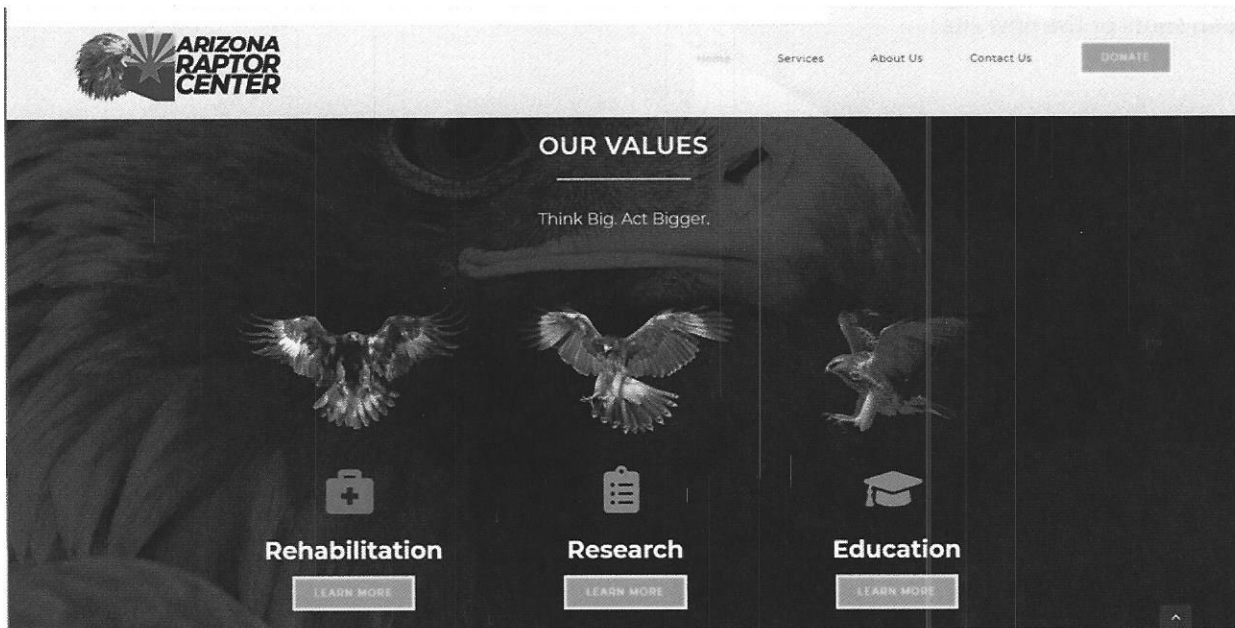 ARIZONA
RAPTOR
CENTER
Home Services About Us Contact Us DONATE
OUR VALUES
Think Big. Act Bigger.
Rehabilitation Research Education
LEARN MORE LEARN MORE LEARN MORE